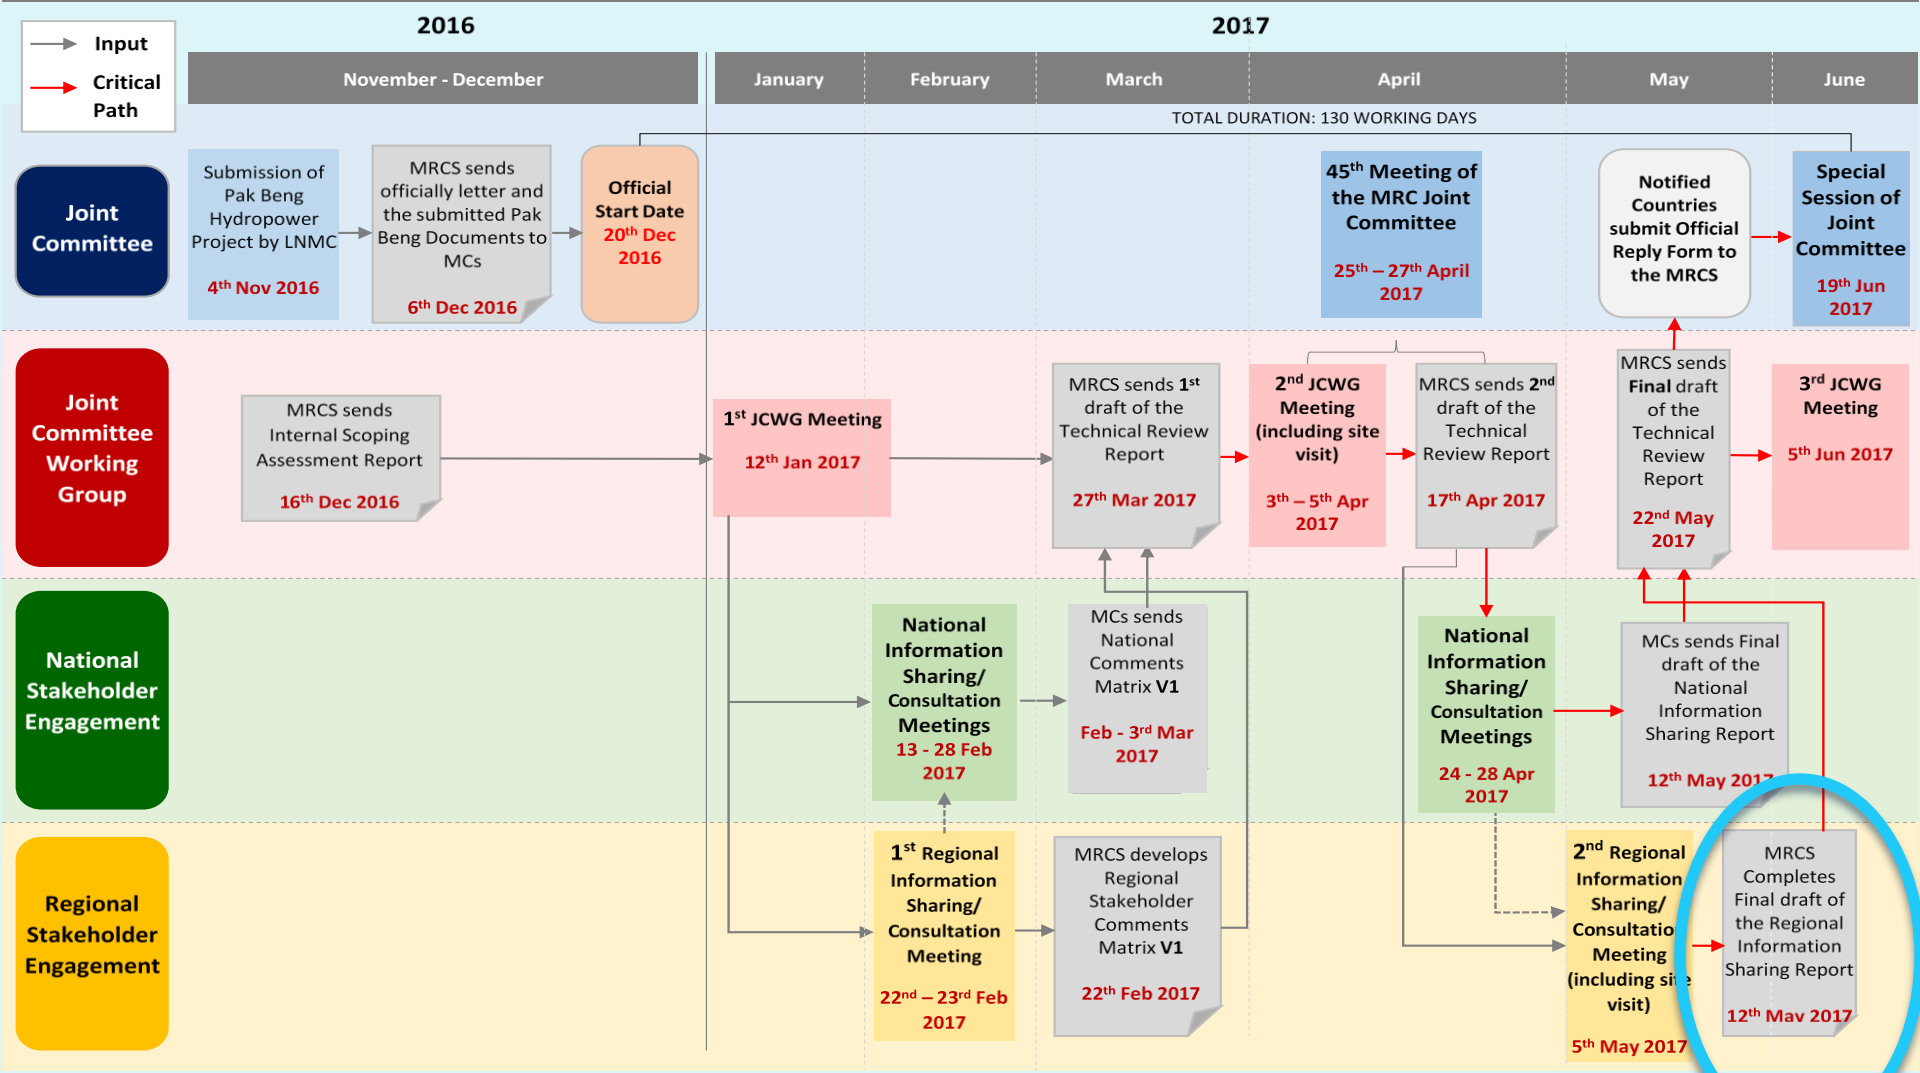 2016
2017
Input
Critical
Path
November - December
January
February
March
April
May
June
TOTAL DURATION: 130 WORKING DAYS
Joint
Committee
Submission of
Pak Beng
Hydropower
Project by LNMC
4th Nov 2016
MRCS sends
officially letter and
the submitted Pak
Beng Documents to
MCs
6th Dec 2016
Official
Start Date
20th Dec
2016
45th Meeting of
the MRC Joint
Committee
25th – 27th April
2017
Notified
Countries
submit Official
Reply Form to
the MRCS
Special
Session of
Joint
Committee
19th Jun
2017
Joint
Committee
Working
Group
MRCS sends
Internal Scoping
Assessment Report
16th Dec 2016
1st JCWG Meeting
12th Jan 2017
MRCS sends 1st
draft of the
Technical Review
Report
27th Mar 2017
2nd JCWG
Meeting
(including site
visit)
3th – 5th Apr
2017
MRCS sends 2nd
draft of the
Technical
Review Report
17th Apr 2017
MRCS sends
Final draft
of the
Technical
Review
Report
22nd May
2017
3rd JCWG
Meeting
5th Jun 2017
National
Stakeholder
Engagement
National
Information
Sharing/
Consultation
Meetings
13 - 28 Feb
2017
MCs sends
National
Comments
Matrix V1
Feb - 3rd Mar
2017
National
Information
Sharing/
Consultation
Meetings
24 - 28 Apr
2017
MCs sends Final
draft of the
National
Information
Sharing Report
12th May 2017
Regional
Stakeholder
Engagement
1st Regional
Information
Sharing/
Consultation
Meeting
22nd – 23rd Feb
2017
MRCS develops
Regional
Stakeholder
Comments
Matrix V1
22th Feb 2017
2nd Regional
Information
Sharing/
Consultation
Meeting
(including site
visit)
5th May 2017
MRCS
Completes
Final draft of
the Regional
Information
Sharing Report
12th May 2017